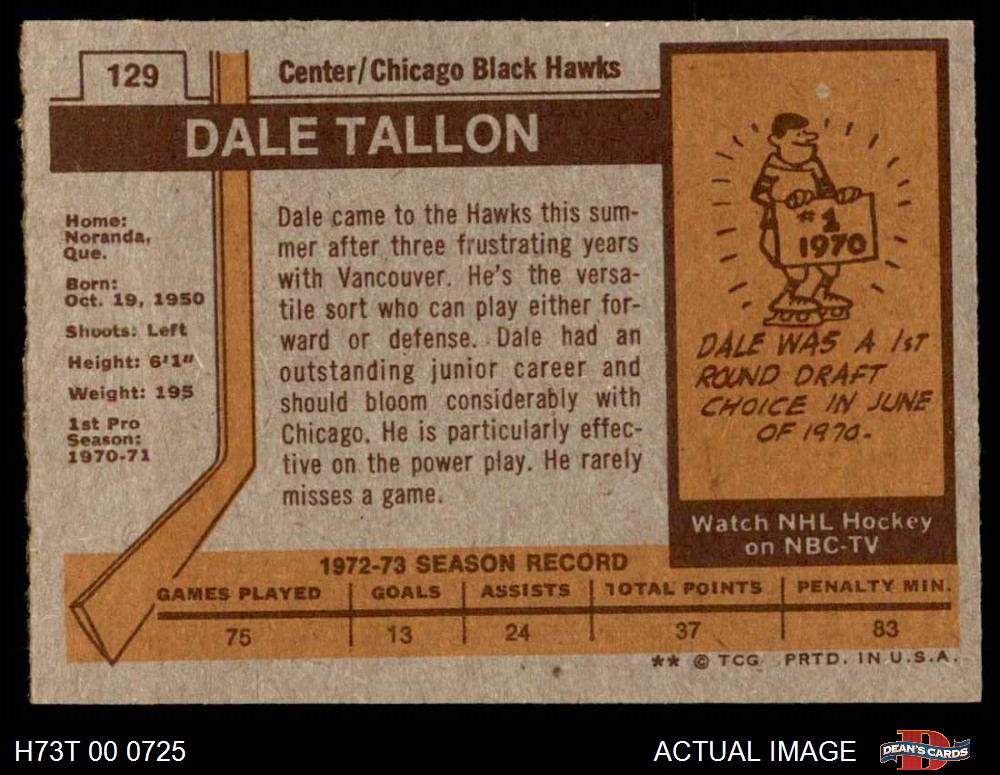 129
Center/Chicago Black Hawks
DALE TALLON
Home:
Noranda,
Que.
Born:
Oct. 19, 1950
Shoots: Left
Height: 6'1"
Weight: 195
1st Pro
Season:
1970-71
Dale came to the Hawks this sum-
mer after three frustrating years
with Vancouver. He's the versa-
tile sort who can play either for-
ward or defense. Dale had an
outstanding junior career and
should bloom considerably with
Chicago. He is particularly effec-
tive on the power play. He rarely
misses a game.
#1
1970
DALE WAS A 1ST
ROUND DRAFT
CHOICE IN JUNE
OF 1970.
Watch NHL Hockey
on NBC-TV
1972-73 SEASON RECORD
GAMES PLAYED GOALS ASSISTS TOTAL POINTS PENALTY MIN.
75 13 24 37 83
** © TCG PRTD. IN U.S.A.
H73T 00 0725
ACTUAL IMAGE
D
DEAN'S CARDS